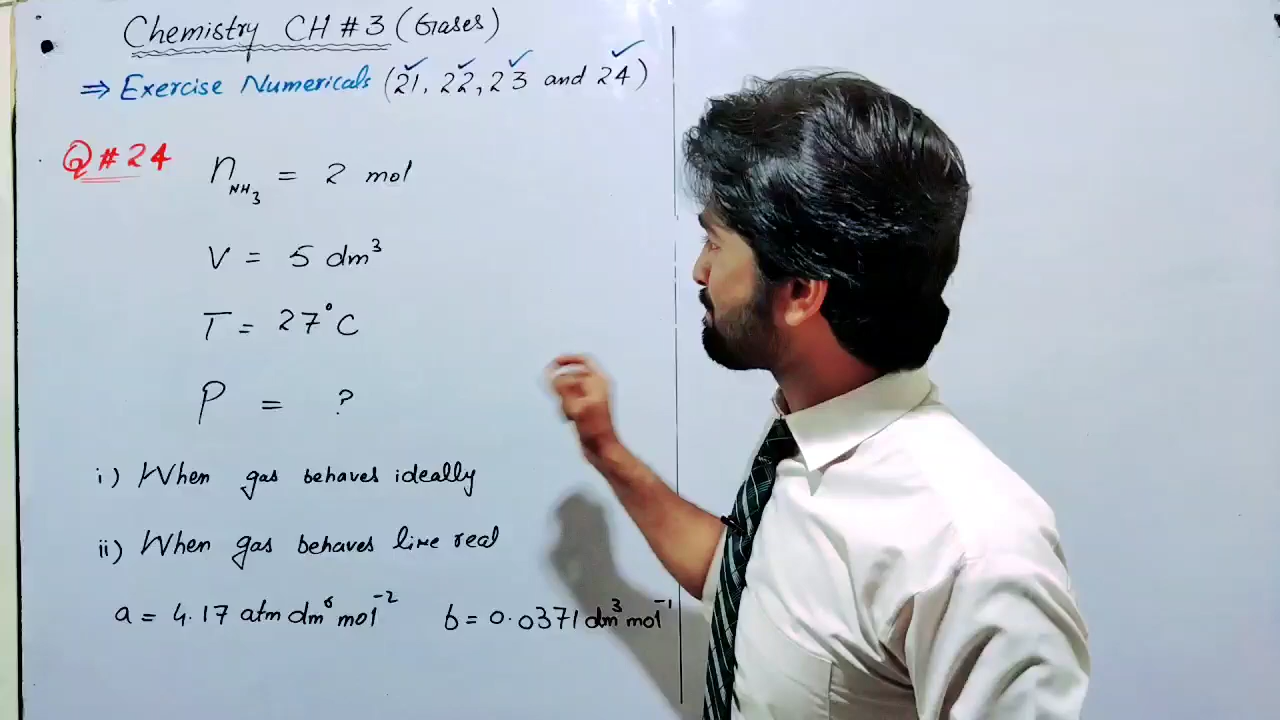 Chemistry CH # 3 (Gases)
⇒ Exercise Numericals (21, 22, 23 and 24)
Q # 24
n_NH₃ = 2 mol
V = 5 dm³
T = 27°C
P = ?
i) When gas behaves ideally
ii) When gas behaves like real
a = 4.17 atm dm⁶ mol⁻² b = 0.0371 dm³ mol⁻¹